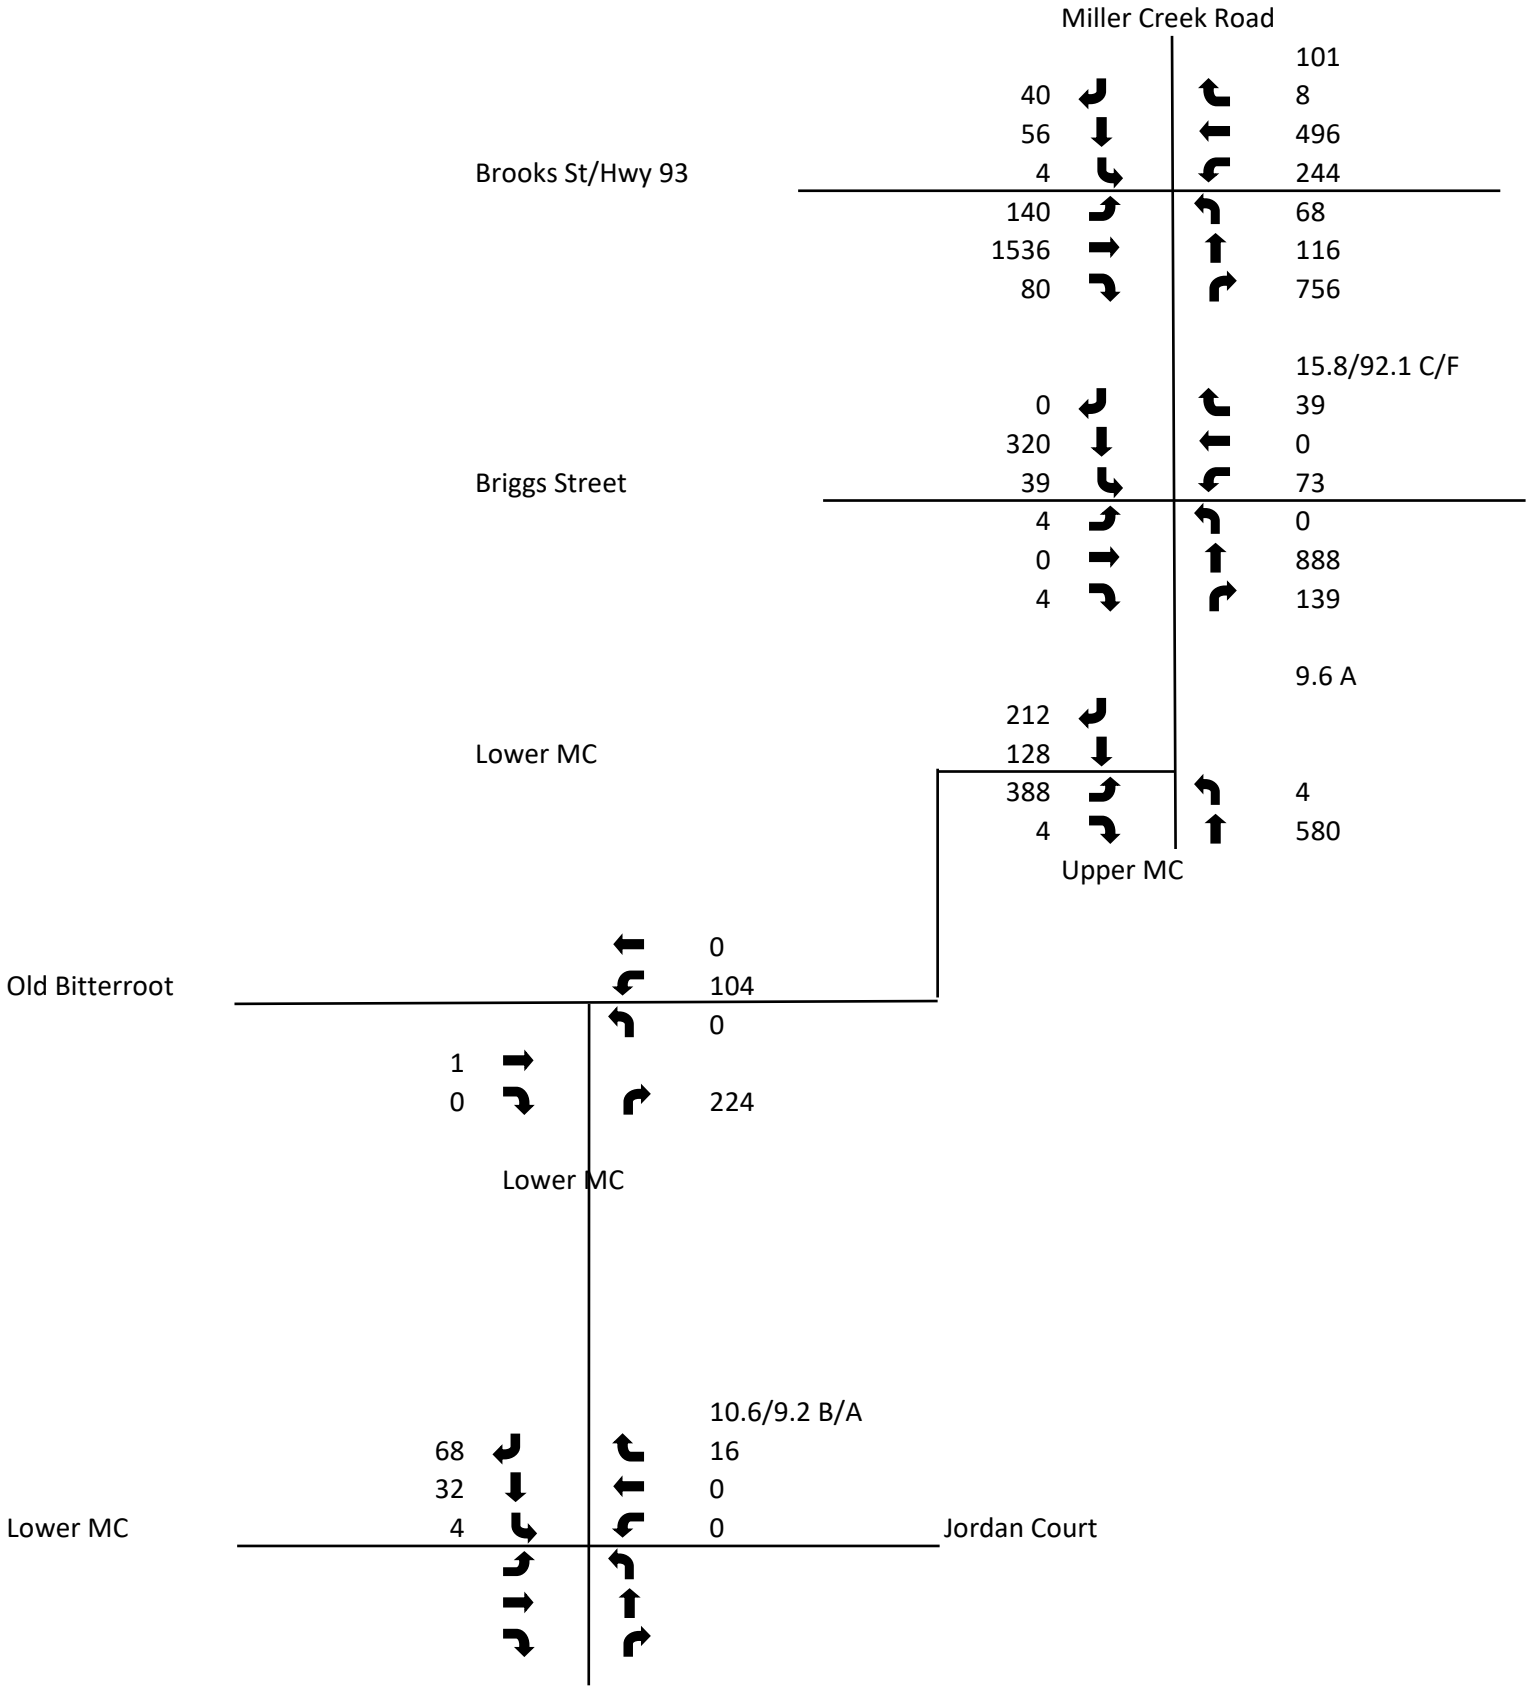 Miller Creek Road
101
40 8
56 496
Brooks St/Hwy 93 4 244
140 68
1536 116
80 756
15.8/92.1 C/F
0 39
320 0
Briggs Street 39 73
4 0
0 888
4 139
9.6 A
212
Lower MC 128
388 4
4 580
Upper MC
0
Old Bitterroot 104
0
1
0 224
Lower MC
10.6/9.2 B/A
68 16
32 0
Lower MC 4 0 Jordan Court